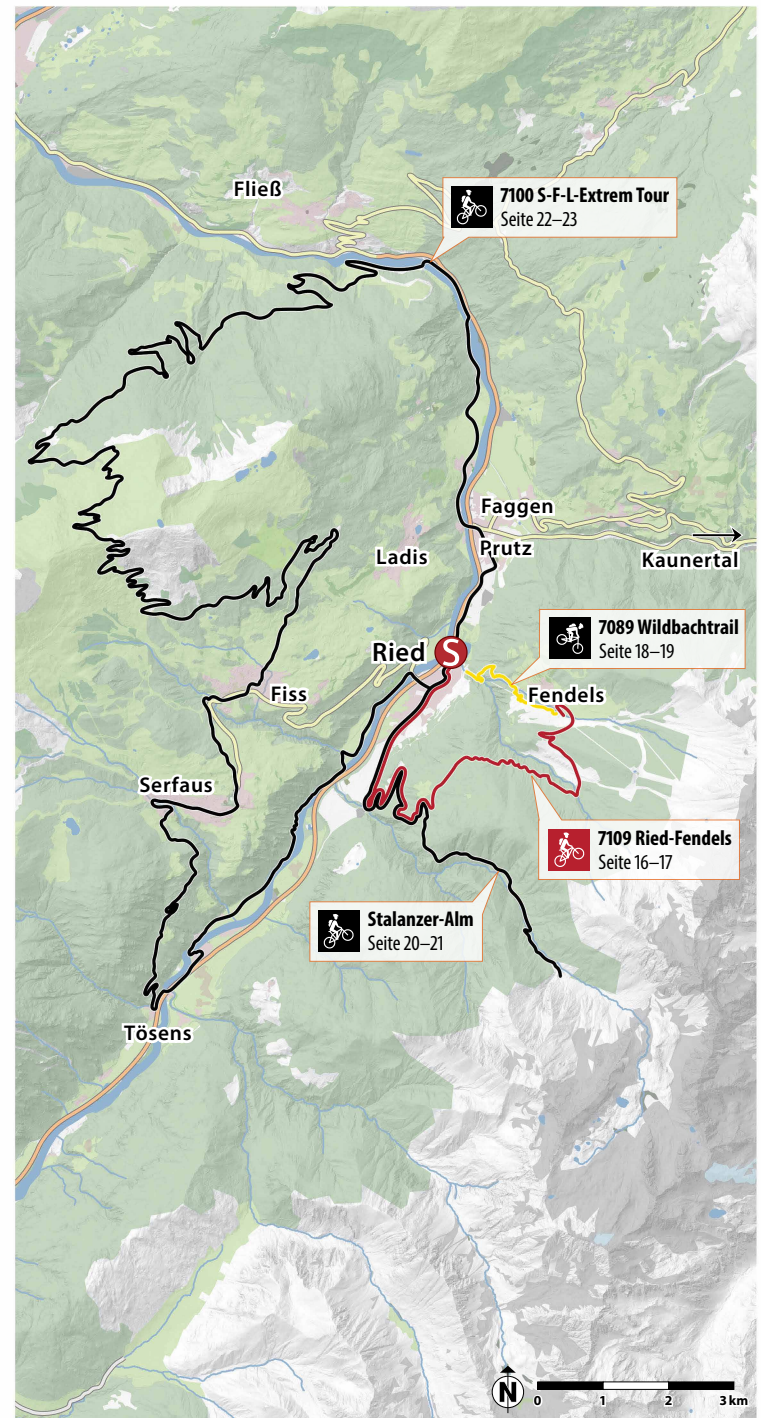 Fließ
7100 S-F-L-Extrem Tour
Seite 22–23
Faggen
Prutz
Ladis
Kaunertal
Ried
S
7089 Wildbachtrail
Seite 18–19
Fendels
Fiss
Serfaus
7109 Ried-Fendels
Seite 16–17
Stalanzer-Alm
Seite 20–21
Tösens
N
0 1 2 3 km